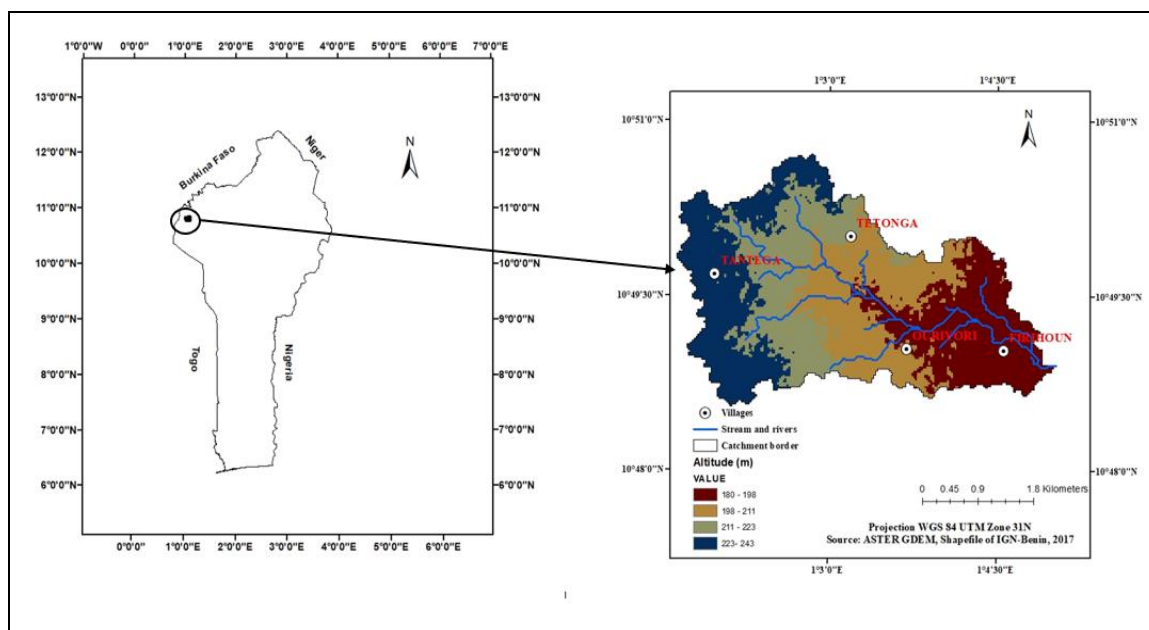 1°0'0"W 0°0'0" 1°0'0"E 2°0'0"E 3°0'0"E 4°0'0"E 5°0'0"E 6°0'0"E 7°0'0"E
13°0'0"N 13°0'0"N
12°0'0"N 12°0'0"N
11°0'0"N 11°0'0"N
10°0'0"N 10°0'0"N
9°0'0"N 9°0'0"N
8°0'0"N 8°0'0"N
7°0'0"N 7°0'0"N
6°0'0"N 6°0'0"N
Burkina Faso
Niger
N
Togo
Nigeria
0°0'0" 1°0'0"E 2°0'0"E 3°0'0"E 4°0'0"E 5°0'0"E 6°0'0"E
1°3'0"E 1°4'30"E
10°51'0"N 10°51'0"N
N
TETONGA
TANTEGA
10°49'30"N 10°49'30"N
OURIYORI
FIRIHOUN
Villages
Stream and rivers
Catchment border
10°48'0"N 10°48'0"N
Altitude (m)
VALUE
180 - 198
198 - 211
211 - 223
223- 243
0 0.45 0.9 1.8 Kilometers
Projection WGS 84 UTM Zone 31N
Source: ASTER GDEM, Shapefile of IGN-Benin, 2017
1°3'0"E 1°4'30"E